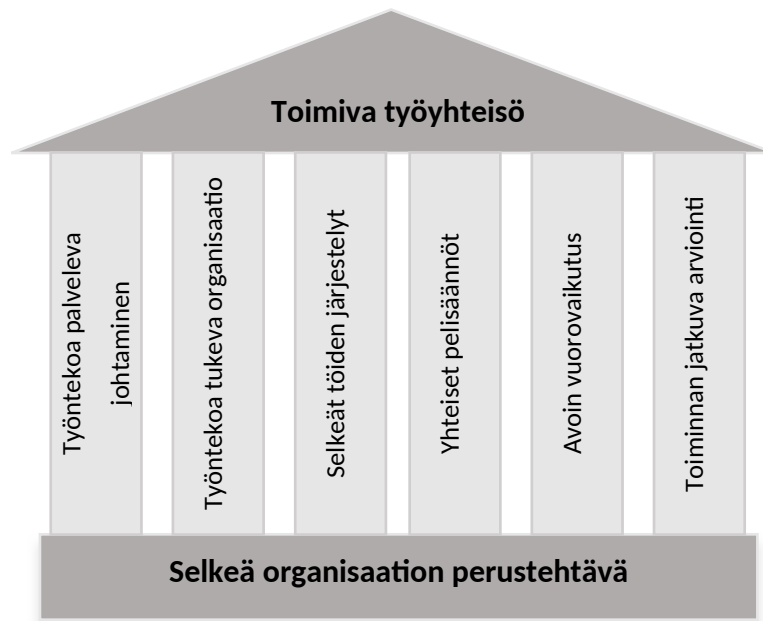 Toimiva työyhteisö
Työntekoa palveleva
johtaminen
Työntekoa tukeva organisaatio
Selkeät töiden järjestelyt
Yhteiset pelisäännöt
Avoin vuorovaikutus
Toiminnan jatkuva arviointi
Selkeä organisaation perustehtävä